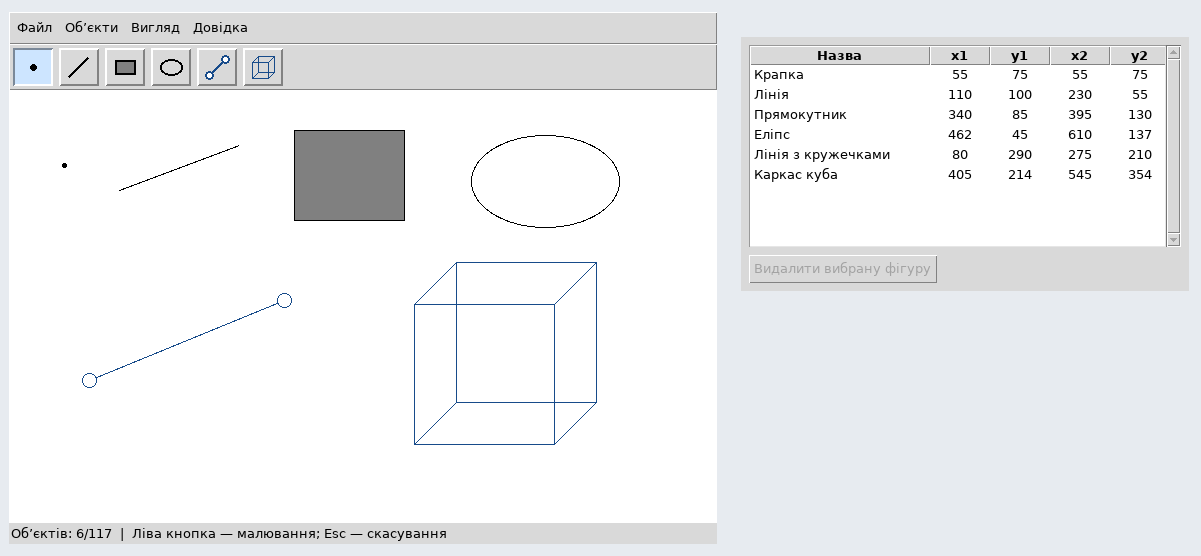 Файл Об’єкти Вигляд Довідка
Назва x1 y1 x2 y2
Крапка 55 75 55 75
Лінія 110 100 230 55
Прямокутник 340 85 395 130
Еліпс 462 45 610 137
Лінія з кружечками 80 290 275 210
Каркас куба 405 214 545 354
Видалити вибрану фігуру
Об’єктів: 6/117 | Ліва кнопка — малювання; Esc — скасування